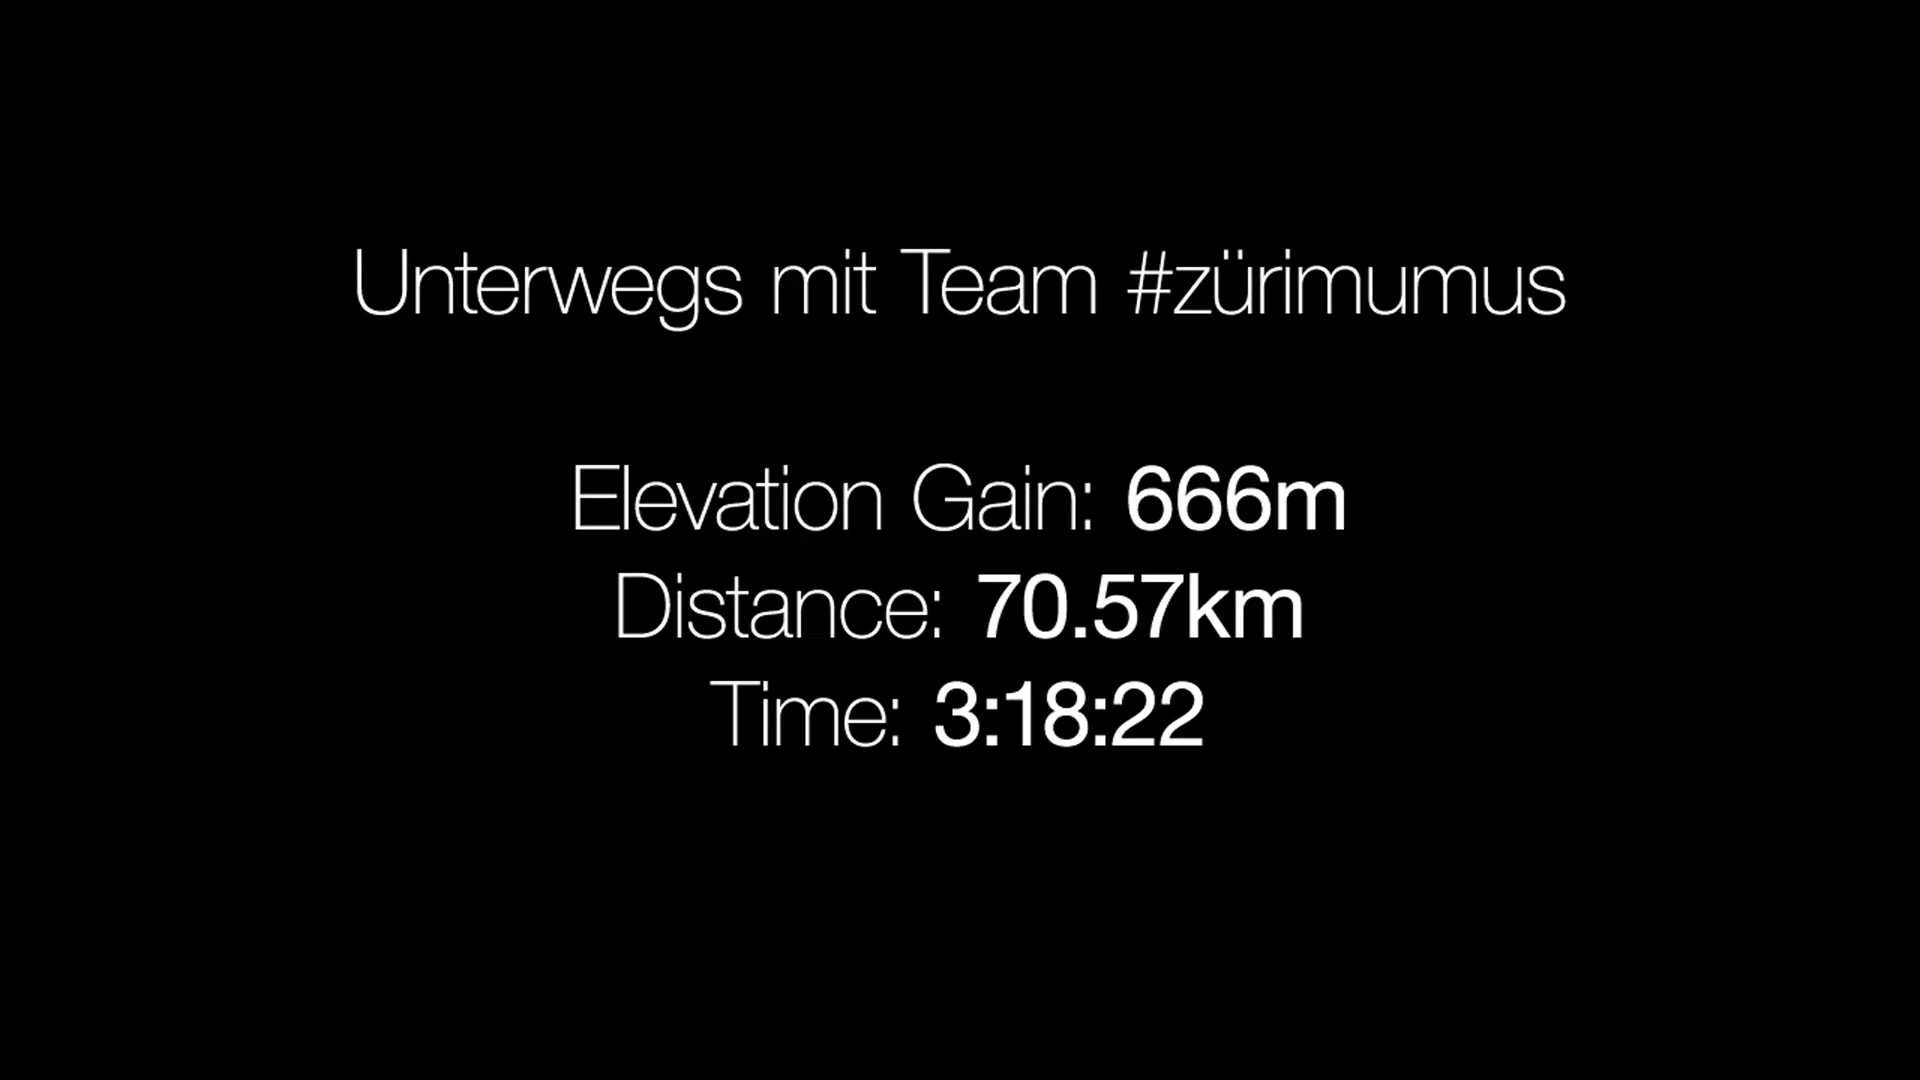 Unterwegs mit Team #zürimumus
Elevation Gain: 666m
Distance: 70.57km
Time: 3:18:22